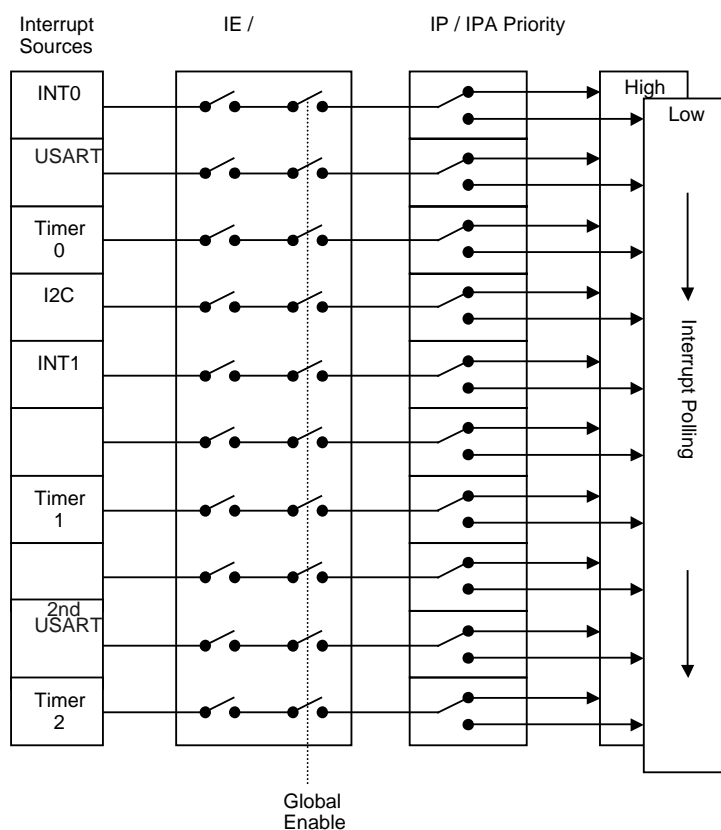 Interrupt
Sources
IE /
IP / IPA Priority
High
Low
INT0
USART
Timer
0
I2C
INT1
Timer
1
2nd
USART
Timer
2
Interrupt Polling
Global
Enable